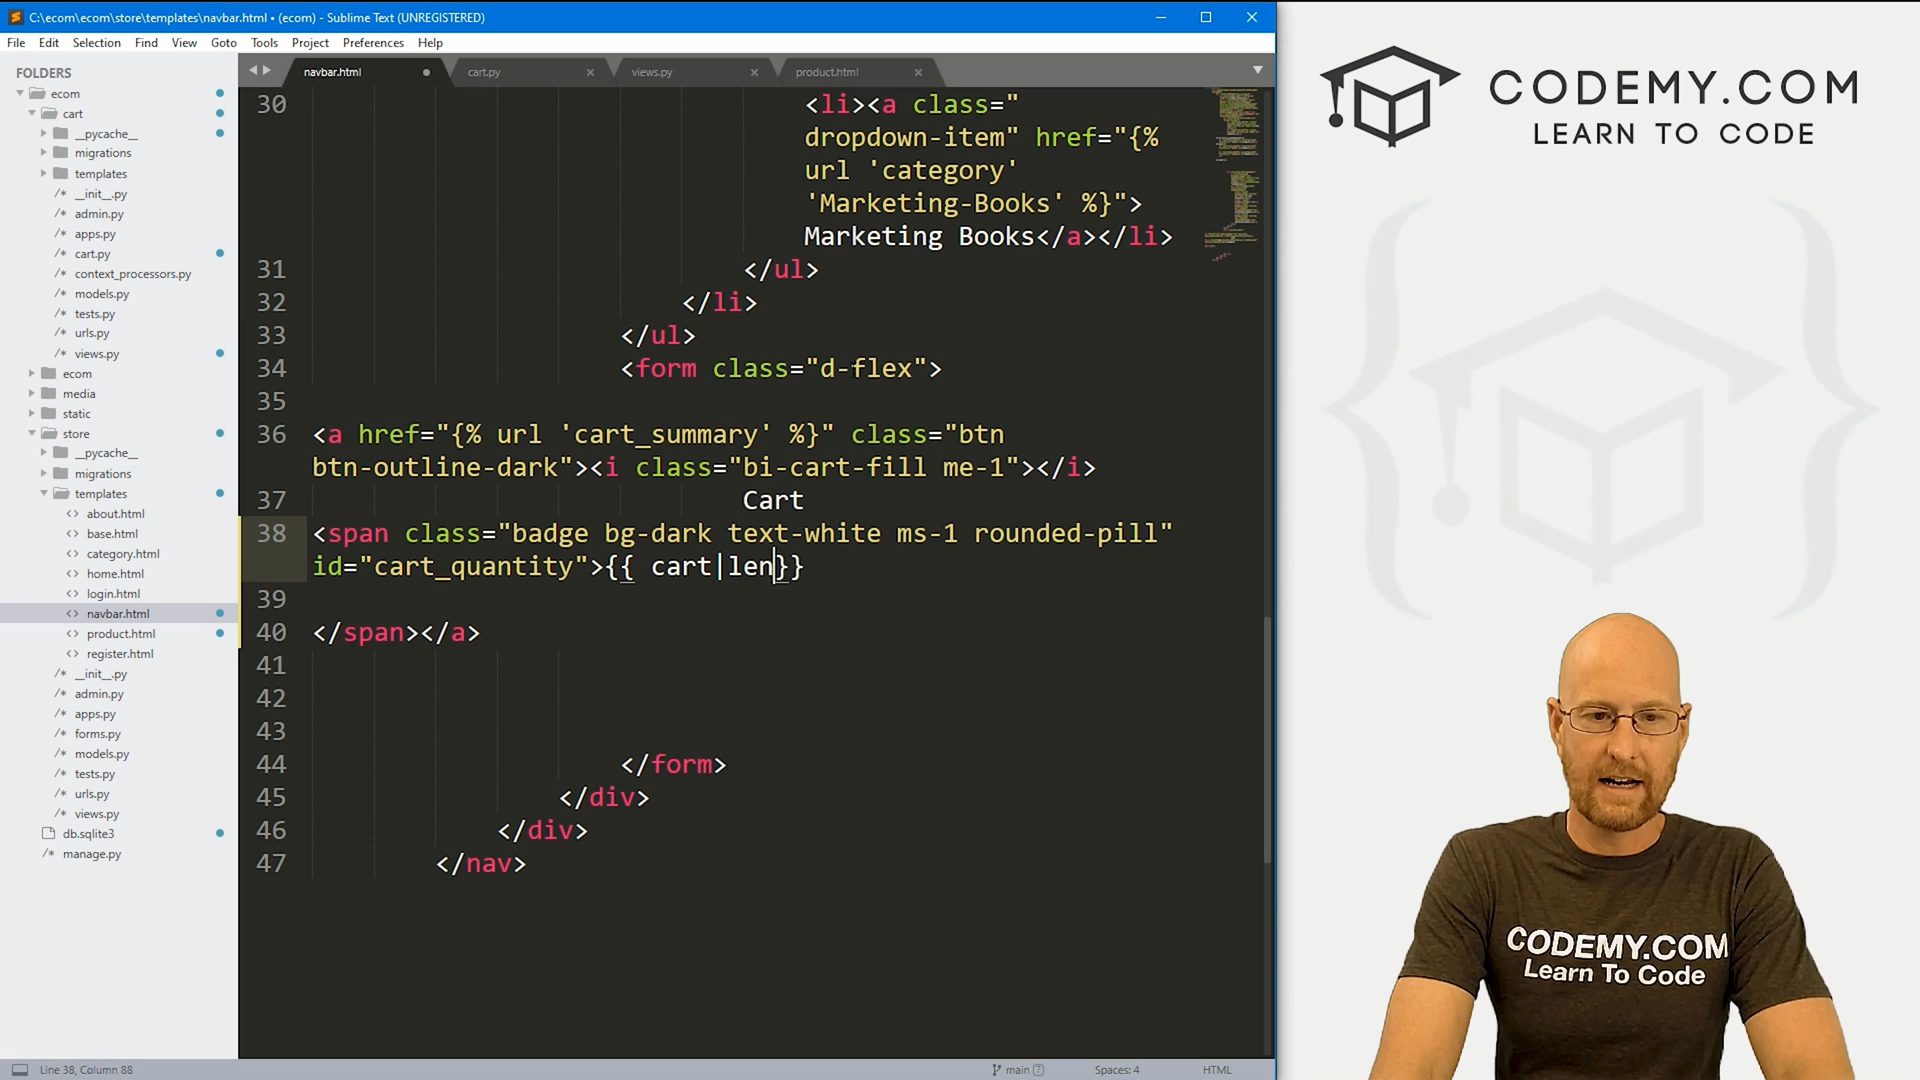 C:\ecom\ecom\store\templates\navbar.html • (ecom) - Sublime Text (UNREGISTERED)
File Edit Selection Find View Goto Tools Project Preferences Help
FOLDERS
ecom
cart
__pycache__
migrations
templates
__init__.py
admin.py
apps.py
cart.py
context_processors.py
models.py
tests.py
urls.py
views.py
ecom
media
static
store
__pycache__
migrations
templates
about.html
base.html
category.html
home.html
login.html
navbar.html
product.html
register.html
__init__.py
admin.py
apps.py
forms.py
models.py
tests.py
urls.py
views.py
db.sqlite3
manage.py
navbar.html cart.py views.py product.html
30 <li><a class="
dropdown-item" href="{%
url 'category'
'Marketing-Books' %}">
Marketing Books</a></li>
31 </ul>
32 </li>
33 </ul>
34 <form class="d-flex">
35
36 <a href="{% url 'cart_summary' %}" class="btn
btn-outline-dark"><i class="bi-cart-fill me-1"></i>
37 Cart
38 <span class="badge bg-dark text-white ms-1 rounded-pill"
id="cart_quantity">{{ cart|len}}
39
40 </span></a>
41
42
43
44 </form>
45 </div>
46 </div>
47 </nav>
Line 38, Column 88 main 7 Spaces: 4 HTML
CODEMY.COM
LEARN TO CODE
CODEMY.COM
Learn To Code